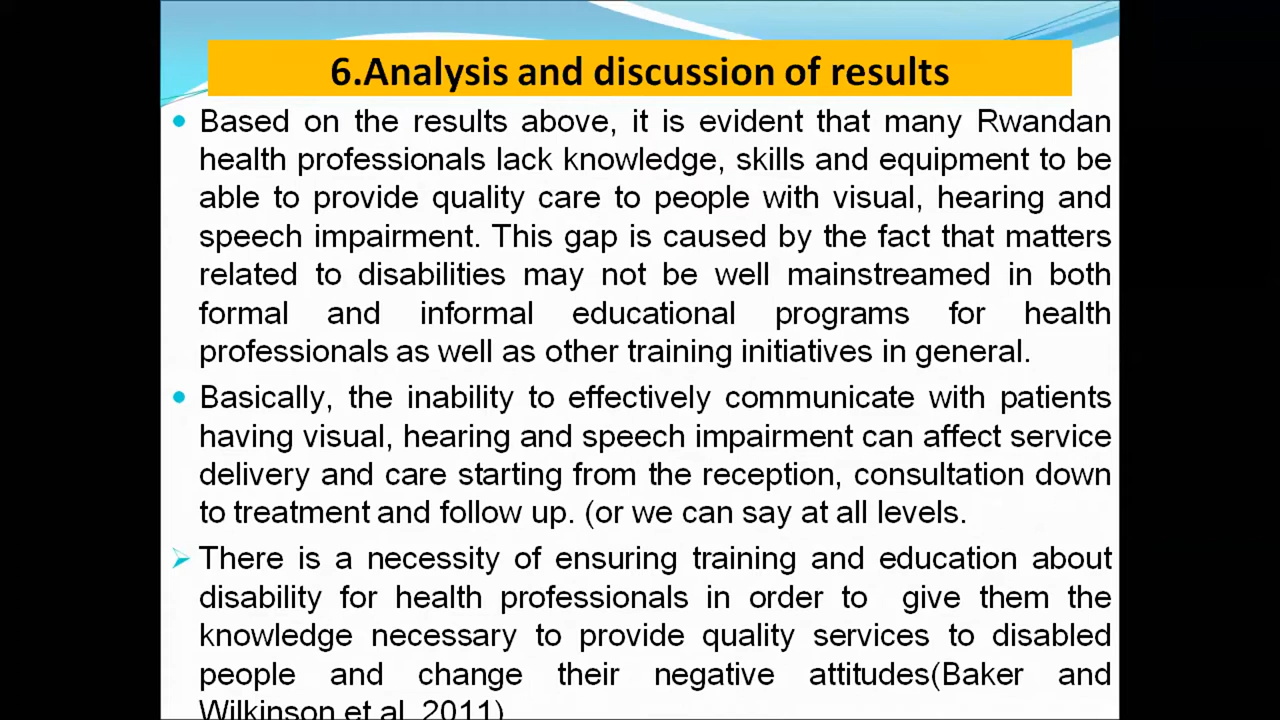 6.Analysis and discussion of results
Based on the results above, it is evident that many Rwandan
health professionals lack knowledge, skills and equipment to be
able to provide quality care to people with visual, hearing and
speech impairment. This gap is caused by the fact that matters
related to disabilities may not be well mainstreamed in both
formal and informal educational programs for health
professionals as well as other training initiatives in general.
Basically, the inability to effectively communicate with patients
having visual, hearing and speech impairment can affect service
delivery and care starting from the reception, consultation down
to treatment and follow up. (or we can say at all levels.
There is a necessity of ensuring training and education about
disability for health professionals in order to give them the
knowledge necessary to provide quality services to disabled
people and change their negative attitudes(Baker and
Wilkinson et al, 2011)